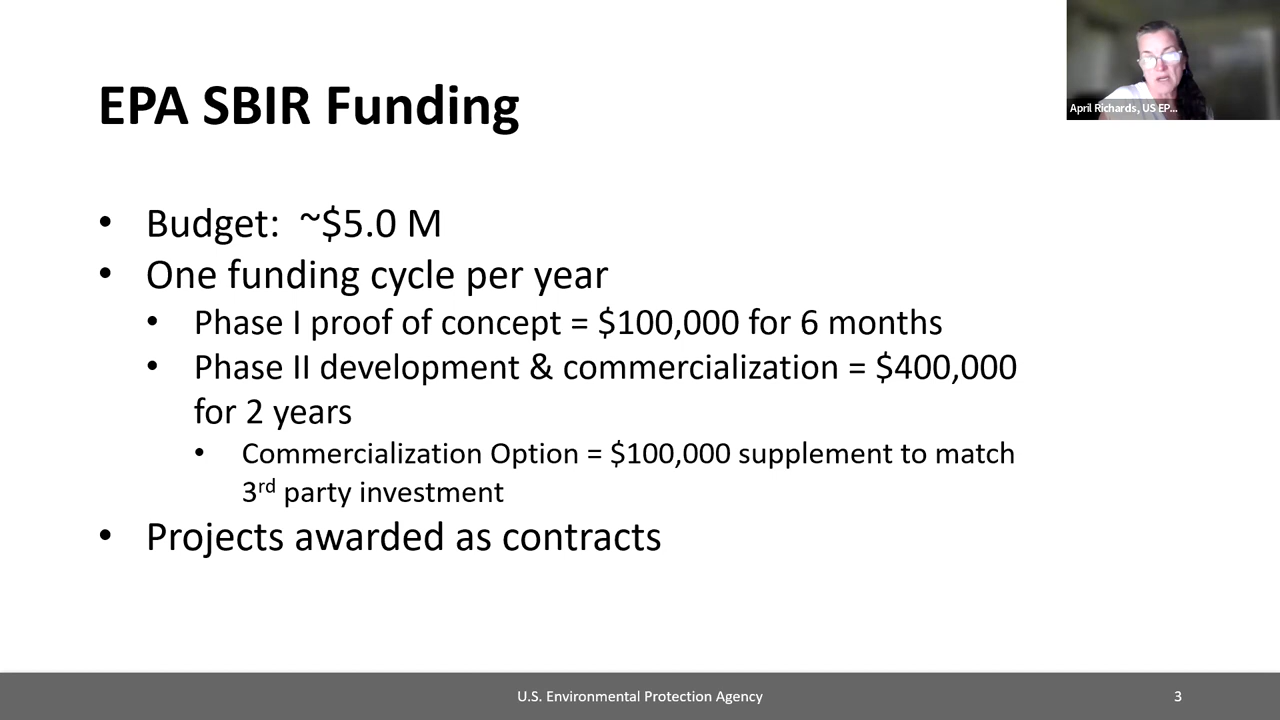 EPA SBIR Funding
April Richards, US EP...
• Budget: ~$5.0 M
• One funding cycle per year
• Phase I proof of concept = $100,000 for 6 months
• Phase II development & commercialization = $400,000
for 2 years
• Commercialization Option = $100,000 supplement to match
3rd party investment
• Projects awarded as contracts
U.S. Environmental Protection Agency
3